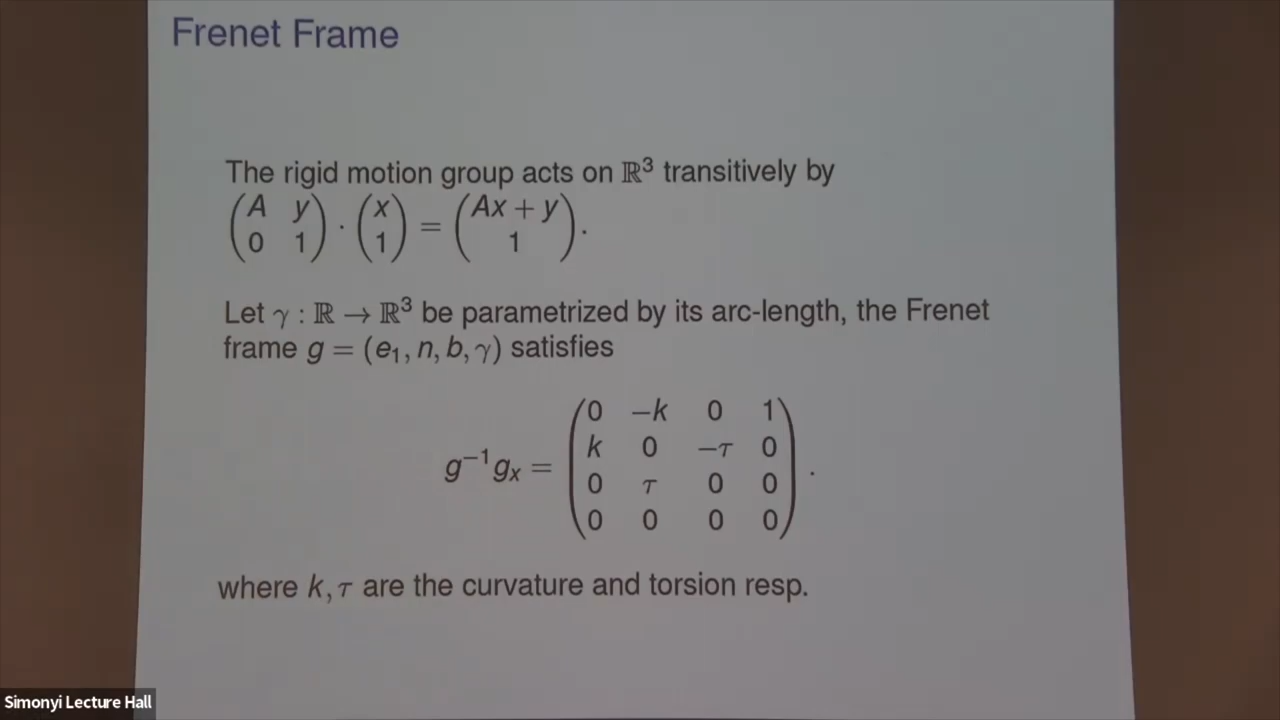 Frenet Frame
The rigid motion group acts on ℝ³ transitively by
(A y; 0 1) · (x; 1) = (Ax + y; 1).
Let γ : ℝ → ℝ³ be parametrized by its arc-length, the Frenet
frame g = (e₁, n, b, γ) satisfies
g⁻¹gₓ = (0 −k 0 1; k 0 −τ 0; 0 τ 0 0; 0 0 0 0).
where k, τ are the curvature and torsion resp.
Simonyi Lecture Hall